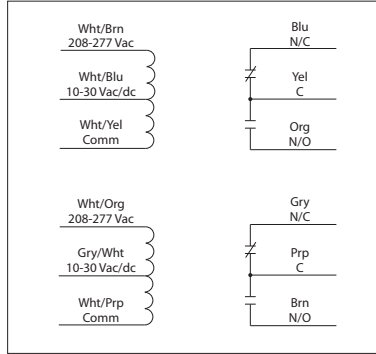 Wht/Brn
208-277 Vac
Wht/Blu
10-30 Vac/dc
Wht/Yel
Comm
Blu
N/C
Yel
C
Org
N/O
Wht/Org
208-277 Vac
Gry/Wht
10-30 Vac/dc
Wht/Prp
Comm
Gry
N/C
Prp
C
Brn
N/O